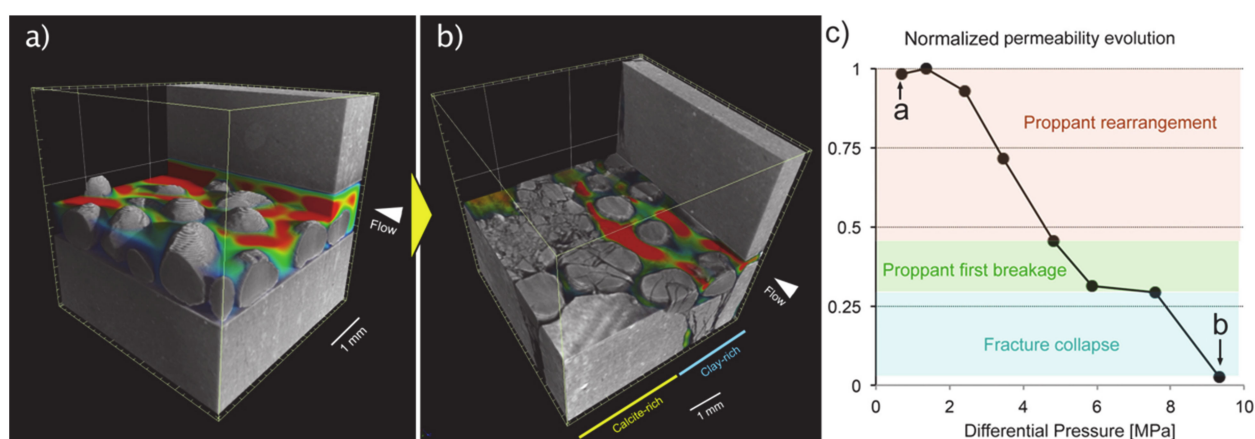 a)
Flow
1 mm
b)
Flow
Clay-rich
Calcite-rich
1 mm
c)
Normalized permeability evolution
1
0.75
0.5
0.25
0
a
Proppant rearrangement
Proppant first breakage
b
Fracture collapse
0 2 4 6 8 10
Differential Pressure [MPa]